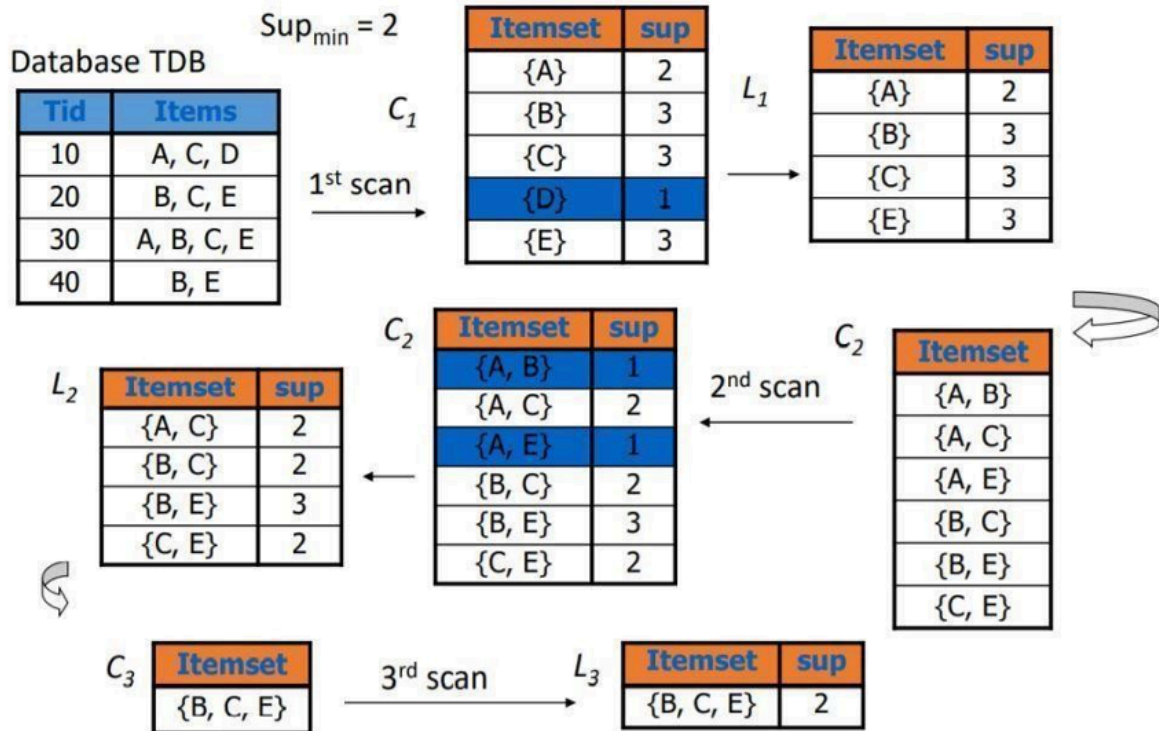 Sup_min = 2
Database TDB
Tid Items
10 A, C, D
20 B, C, E
30 A, B, C, E
40 B, E
1st scan
C1
Itemset sup
{A} 2
{B} 3
{C} 3
{D} 1
{E} 3
L1
Itemset sup
{A} 2
{B} 3
{C} 3
{E} 3
C2
Itemset
{A, B}
{A, C}
{A, E}
{B, C}
{B, E}
{C, E}
2nd scan
C2
Itemset sup
{A, B} 1
{A, C} 2
{A, E} 1
{B, C} 2
{B, E} 3
{C, E} 2
L2
Itemset sup
{A, C} 2
{B, C} 2
{B, E} 3
{C, E} 2
C3
Itemset
{B, C, E}
3rd scan
L3
Itemset sup
{B, C, E} 2